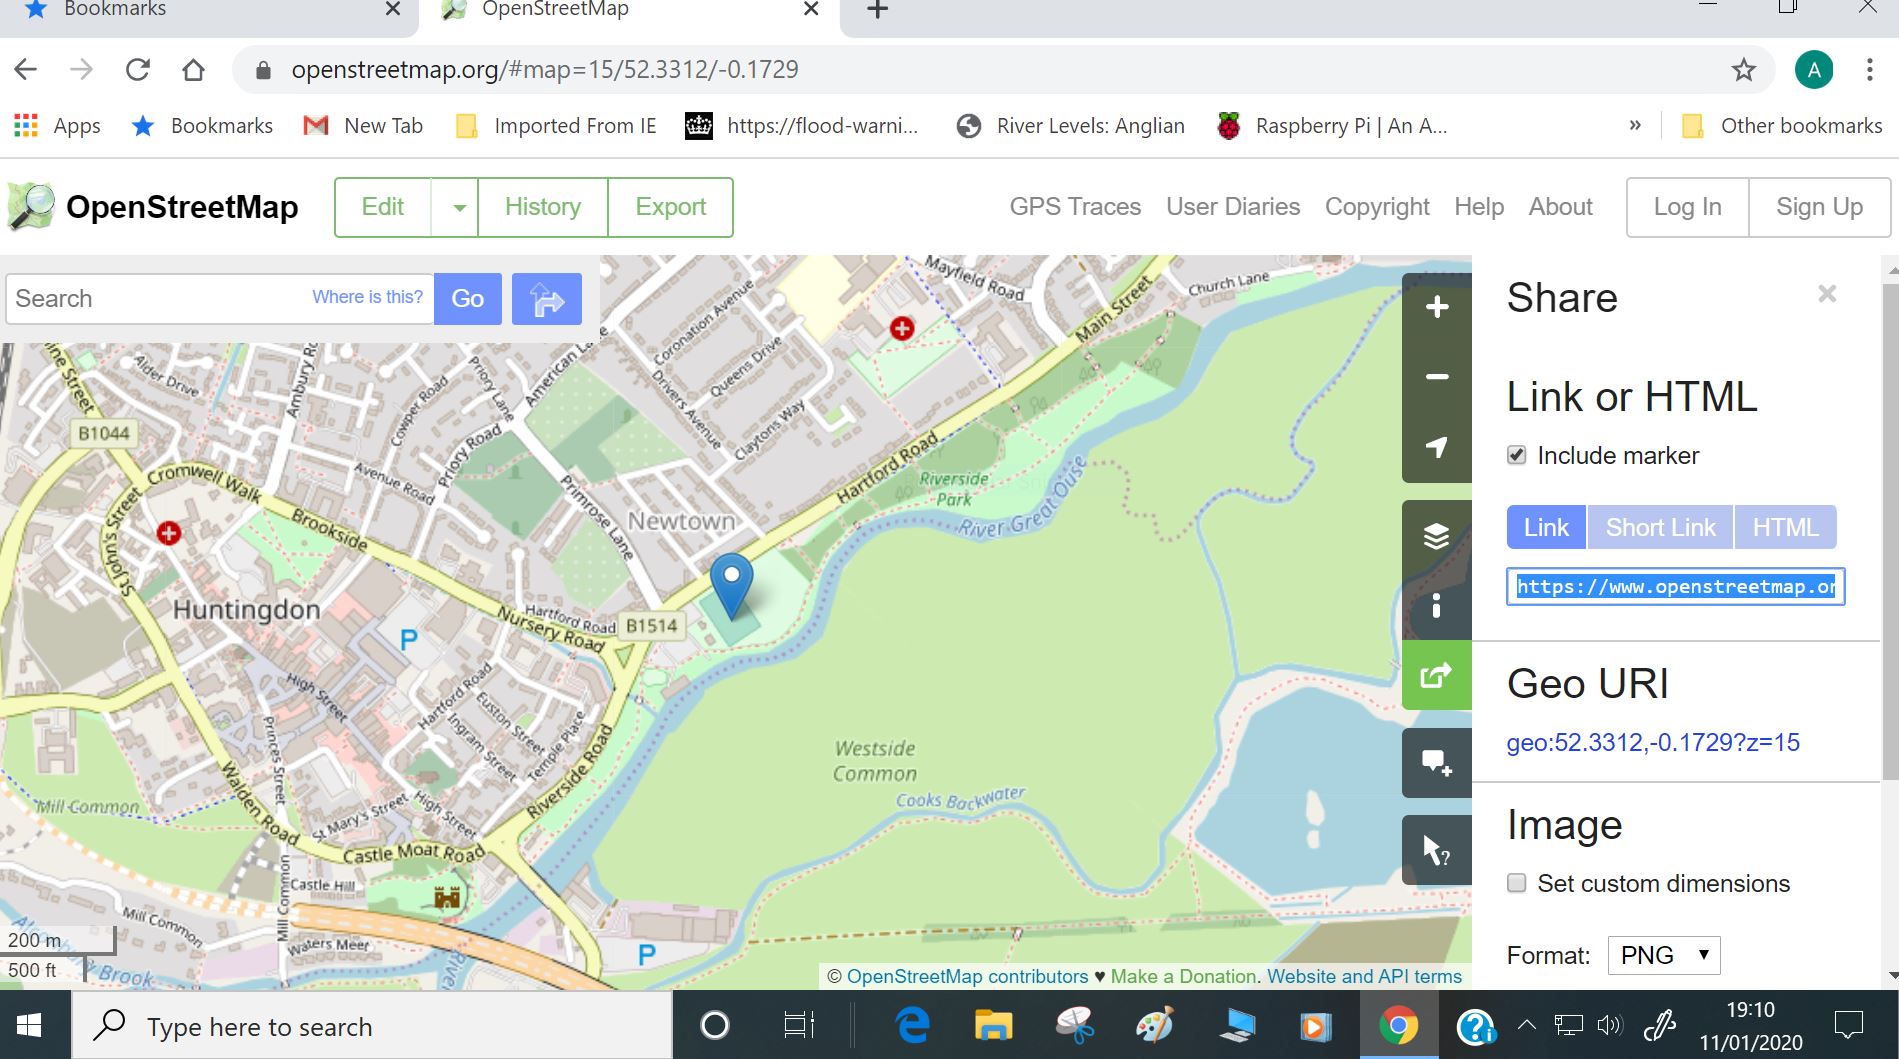 Bookmarks
OpenStreetMap
openstreetmap.org/#map=15/52.3312/-0.1729
A
Apps
Bookmarks
New Tab
Imported From IE
https://flood-warni...
River Levels: Anglian
Raspberry Pi | An A...
»
Other bookmarks
OpenStreetMap
Edit
History
Export
GPS Traces
User Diaries
Copyright
Help
About
Log In
Sign Up
Search
Where is this?
Go
Mayfield Road
Church Lane
Main Street
Coronation Avenue
Queens Drive
Drivers Avenue
Claytons Way
American La
Priory Lane
Alder Drive
Ambury Ro
Cowper Road
Priory Road
Avenue Road
B1044
Cromwell Walk
Brookside
St John's Street
Primrose Lane
Newtown
Hartford Road
Riverside
Park
River Great Ouse
Huntingdon
P
Hartford Road
Nursery Road
B1514
High Street
Hartford Road
Euston Street
Ingram Street
Temple Place
Riverside Road
Princes Street
Walden Road
Mill Common
St Mary's Street
High Street
Castle Moat Road
Castle Hill
Mill Common
Mill Common
Waters Meet
Westside
Common
Cooks Backwater
P
200 m
500 ft
Brook
© OpenStreetMap contributors ♥ Make a Donation. Website and API terms
Share
Link or HTML
Include marker
Link
Short Link
HTML
https://www.openstreetmap.or
Geo URI
geo:52.3312,-0.1729?z=15
Image
Set custom dimensions
Format:
PNG
Type here to search
19:10
11/01/2020